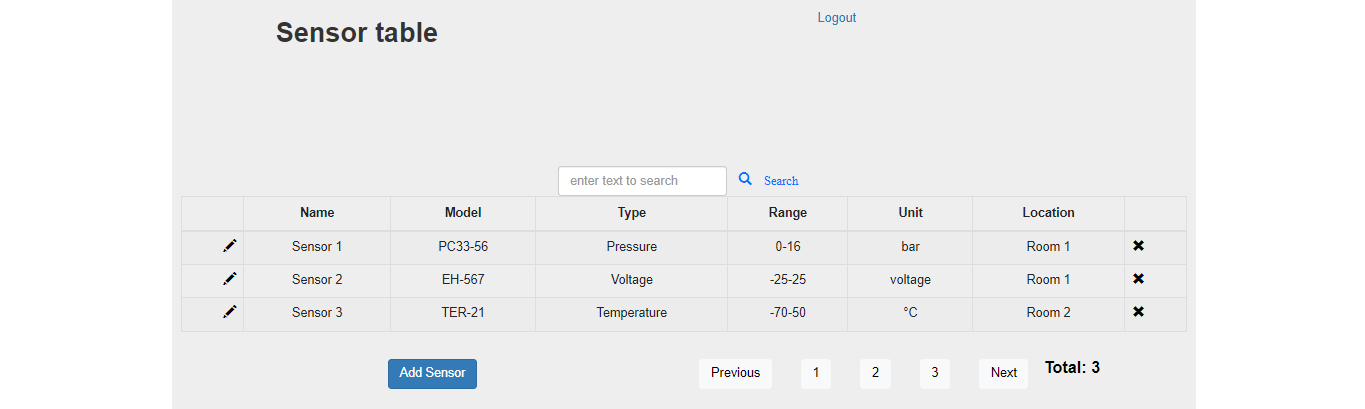 Logout
Sensor table
enter text to search Search
Name Model Type Range Unit Location
Sensor 1 PC33-56 Pressure 0-16 bar Room 1
Sensor 2 EH-567 Voltage -25-25 voltage Room 1
Sensor 3 TER-21 Temperature -70-50 °C Room 2
Add Sensor Previous 1 2 3 Next Total: 3